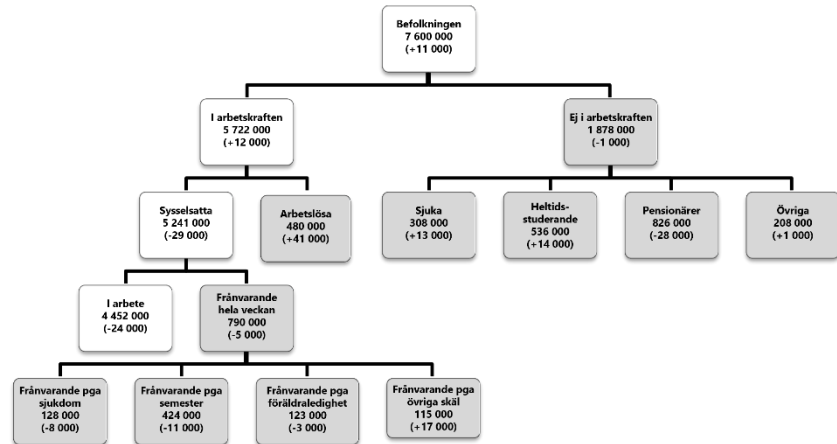 Befolkningen
7 600 000
(+11 000)
I arbetskraften
5 722 000
(+12 000)
Ej i arbetskraften
1 878 000
(-1 000)
Sysselsatta
5 241 000
(-29 000)
Arbetslösa
480 000
(+41 000)
Sjuka
308 000
(+13 000)
Heltids-
studerande
536 000
(+14 000)
Pensionärer
826 000
(-28 000)
Övriga
208 000
(+1 000)
I arbete
4 452 000
(-24 000)
Frånvarande
hela veckan
790 000
(-5 000)
Frånvarande pga
sjukdom
128 000
(-8 000)
Frånvarande pga
semester
424 000
(-11 000)
Frånvarande pga
föräldraledighet
123 000
(-3 000)
Frånvarande pga
övriga skäl
115 000
(+17 000)